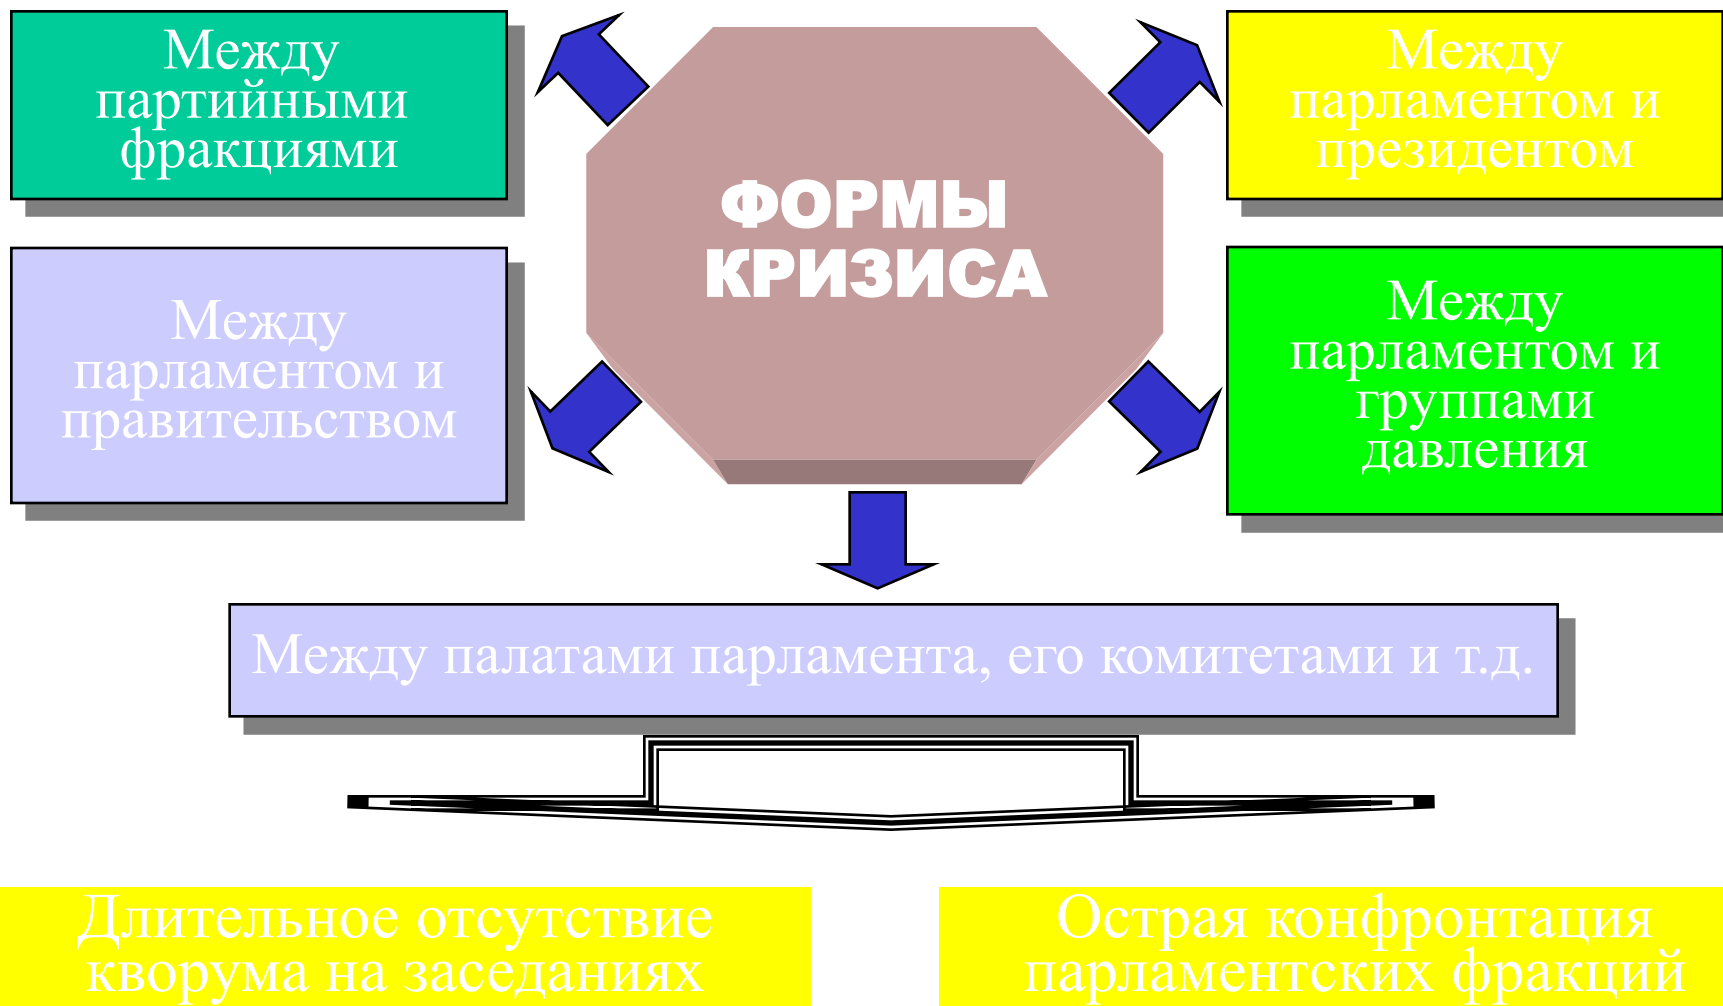 Между
партийными
фракциями
ФОРМЫ
КРИЗИСА
Между
парламентом и
президентом
Между
парламентом и
правительством
Между
парламентом и
группами
давления
Между палатами парламента, его комитетами и т.д.
Длительное отсутствие
кворума на заседаниях
Острая конфронтация
парламентских фракций